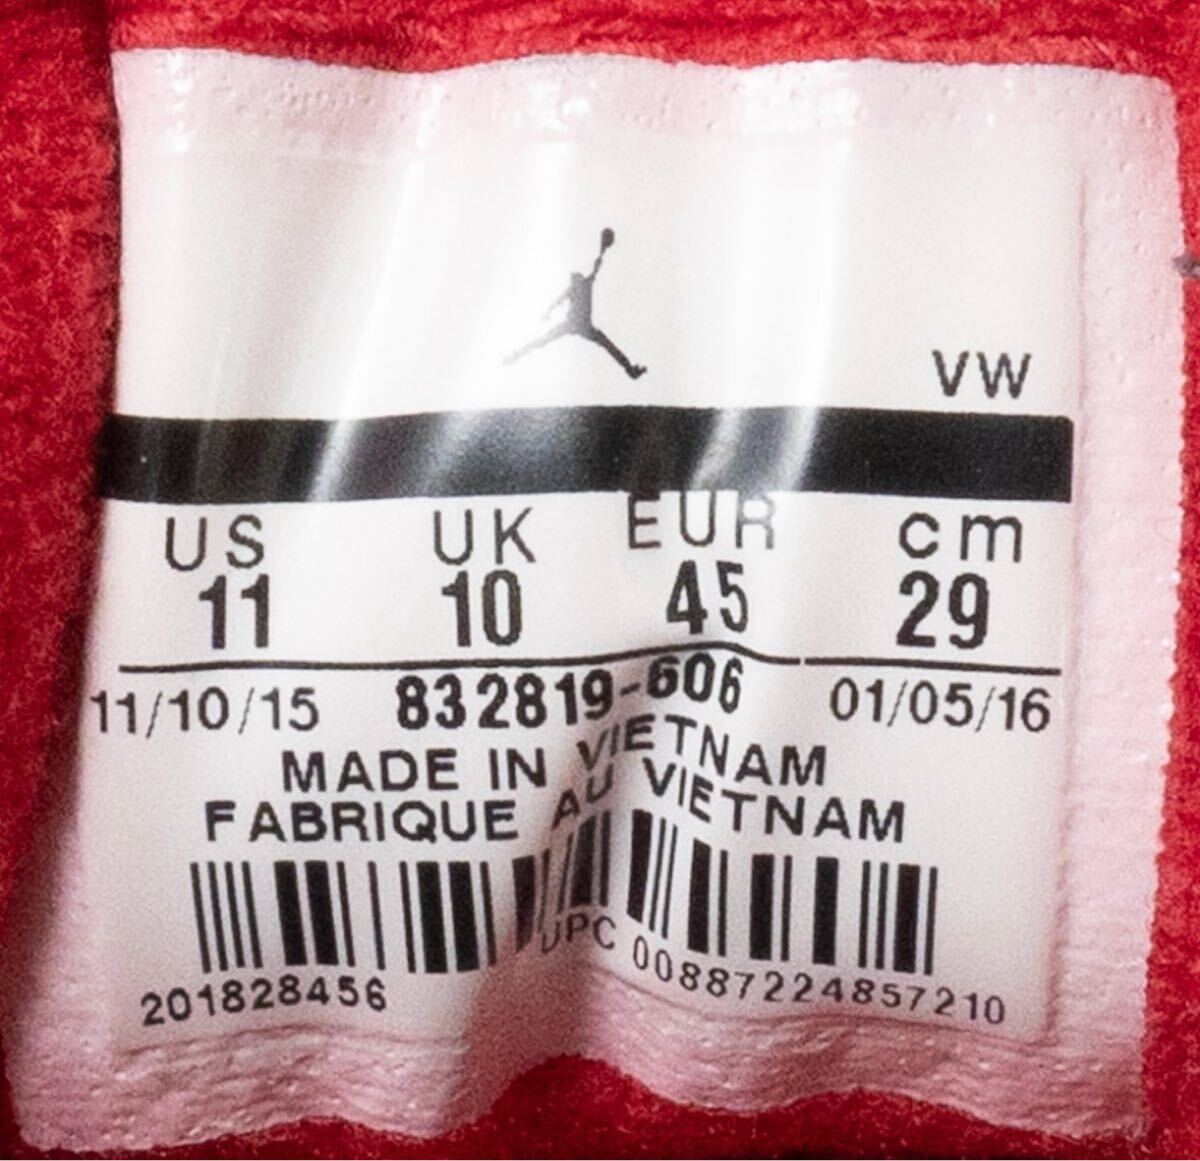 VW
US UK EUR cm
11 10 45 29
11/10/15 832819-606 01/05/16
MADE IN VIETNAM
FABRIQUE AU VIETNAM
UPC
201828456 00887224857210